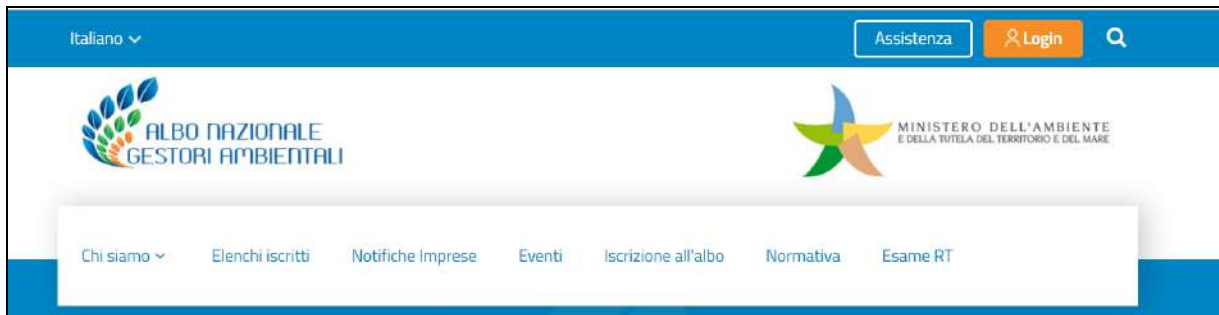 Italiano
Assistenza
Login
ALBO NAZIONALE
GESTORI AMBIENTALI
MINISTERO DELL'AMBIENTE
E DELLA TUTELA DEL TERRITORIO E DEL MARE
Chi siamo Elenchi iscritti Notifiche Imprese Eventi Iscrizione all'albo Normativa Esame RT